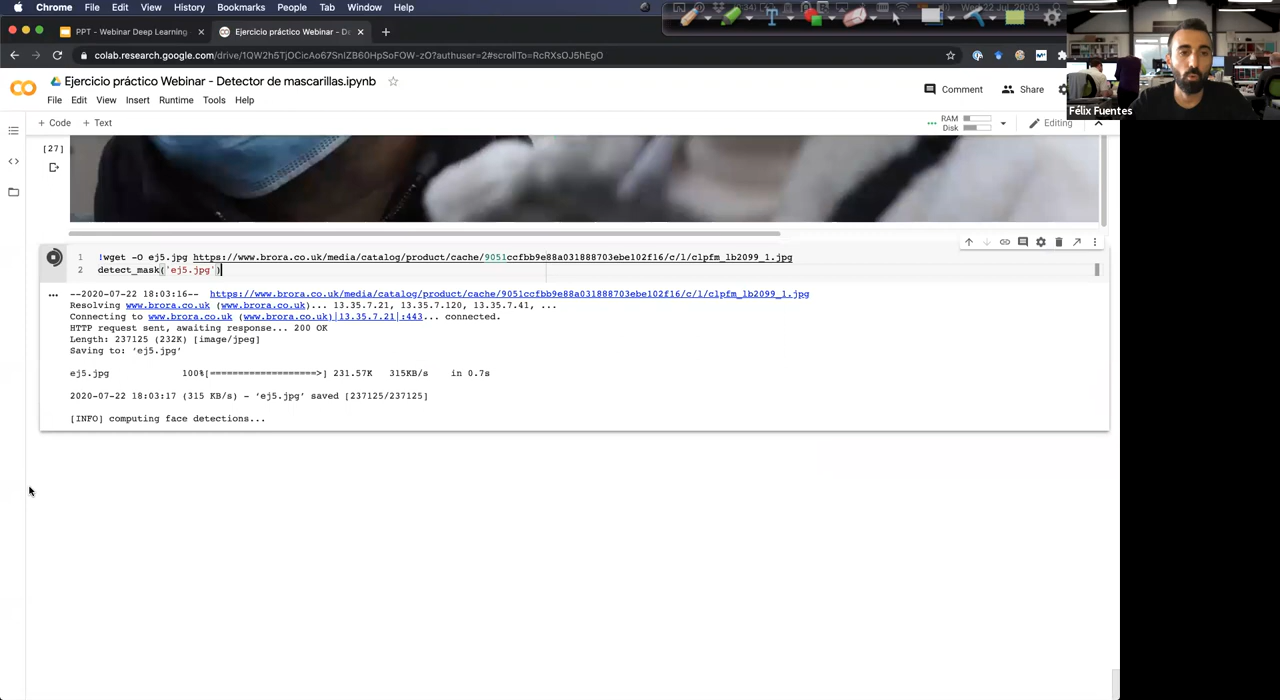 Chrome File Edit View History Bookmarks People Tab Window Help
PPT - Webinar Deep Learning
Ejercicio práctico Webinar - De
colab.research.google.com/drive/1QW2h5TjOCicAo67SnIZB60HpSoFOW-zO?authuser=2#scrollTo=RcRXsOJ5hEgO
Ejercicio práctico Webinar - Detector de mascarillas.ipynb
Comment
Share
File Edit View Insert Runtime Tools Help
Félix Fuentes
+ Code + Text
RAM
Disk
Editing
[27]
1 !wget -O ej5.jpg https://www.brora.co.uk/media/catalog/product/cache/9051ccfbb9e88a031888703ebe102f16/c/l/clpfm_lb2099_1.jpg
2 detect_mask('ej5.jpg')
--2020-07-22 18:03:16-- https://www.brora.co.uk/media/catalog/product/cache/9051ccfbb9e88a031888703ebe102f16/c/l/clpfm_lb2099_1.jpg
Resolving www.brora.co.uk (www.brora.co.uk)... 13.35.7.21, 13.35.7.120, 13.35.7.41, ...
Connecting to www.brora.co.uk (www.brora.co.uk)|13.35.7.21|:443... connected.
HTTP request sent, awaiting response... 200 OK
Length: 237125 (232K) [image/jpeg]
Saving to: ‘ej5.jpg’
ej5.jpg 100%[===================>] 231.57K 315KB/s in 0.7s
2020-07-22 18:03:17 (315 KB/s) - ‘ej5.jpg’ saved [237125/237125]
[INFO] computing face detections...